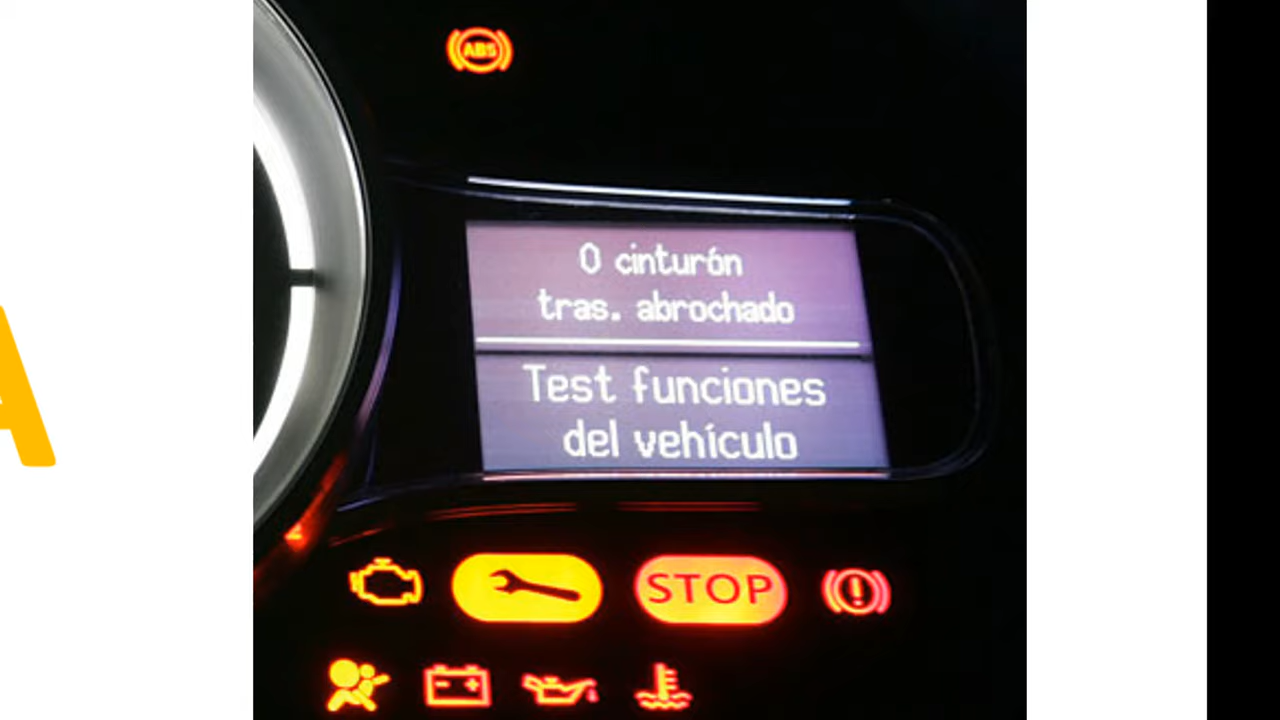 A
ABS
0 cinturón
tras. abrochado
Test funciones
del vehículo
STOP